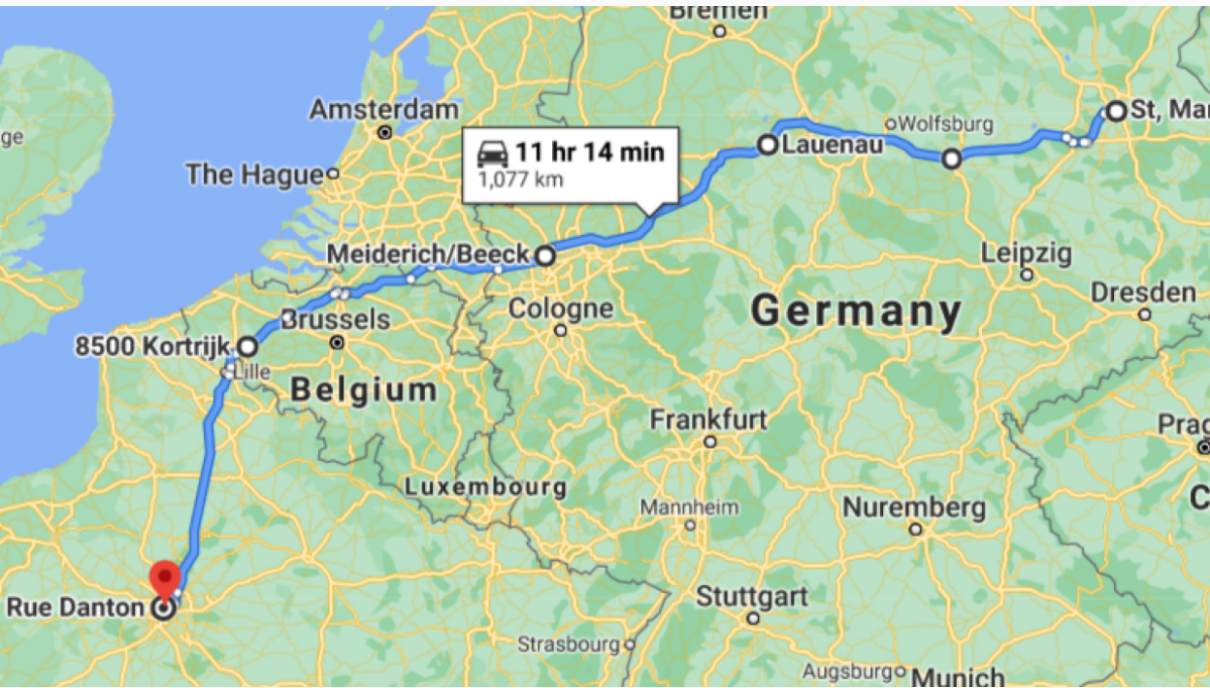 Bremen
Amsterdam
ge
Wolfsburg
St, Mar
11 hr 14 min
1,077 km
Lauenau
The Hague
Meiderich/Beeck
Leipzig
Dresden
Cologne
Germany
Brussels
8500 Kortrijk
Lille
Belgium
Frankfurt
Prag
Luxembourg
Mannheim
Nuremberg
C
Rue Danton
Stuttgart
Strasbourg
Augsburg
Munich